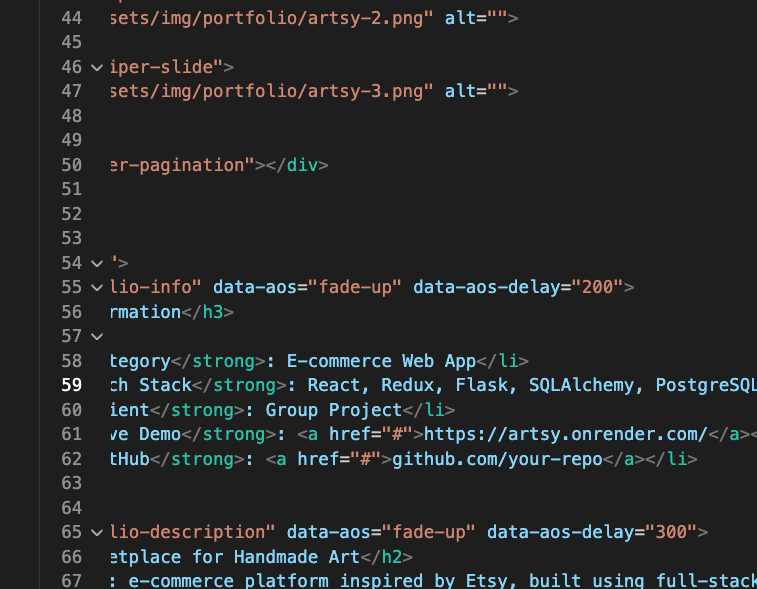 44 sets/img/portfolio/artsy-2.png" alt="">
45
46 iper-slide">
47 sets/img/portfolio/artsy-3.png" alt="">
48
49
50 er-pagination"></div>
51
52
53
54 ">
55 lio-info" data-aos="fade-up" data-aos-delay="200">
56 rmation</h3>
57
58 tegory</strong>: E-commerce Web App</li>
59 ch Stack</strong>: React, Redux, Flask, SQLAlchemy, PostgreSQL
60 ient</strong>: Group Project</li>
61 ve Demo</strong>: <a href="#">https://artsy.onrender.com/</a><
62 tHub</strong>: <a href="#">github.com/your-repo</a></li>
63
64
65 lio-description" data-aos="fade-up" data-aos-delay="300">
66 etplace for Handmade Art</h2>
67 : e-commerce platform inspired by Etsy, built using full-stack